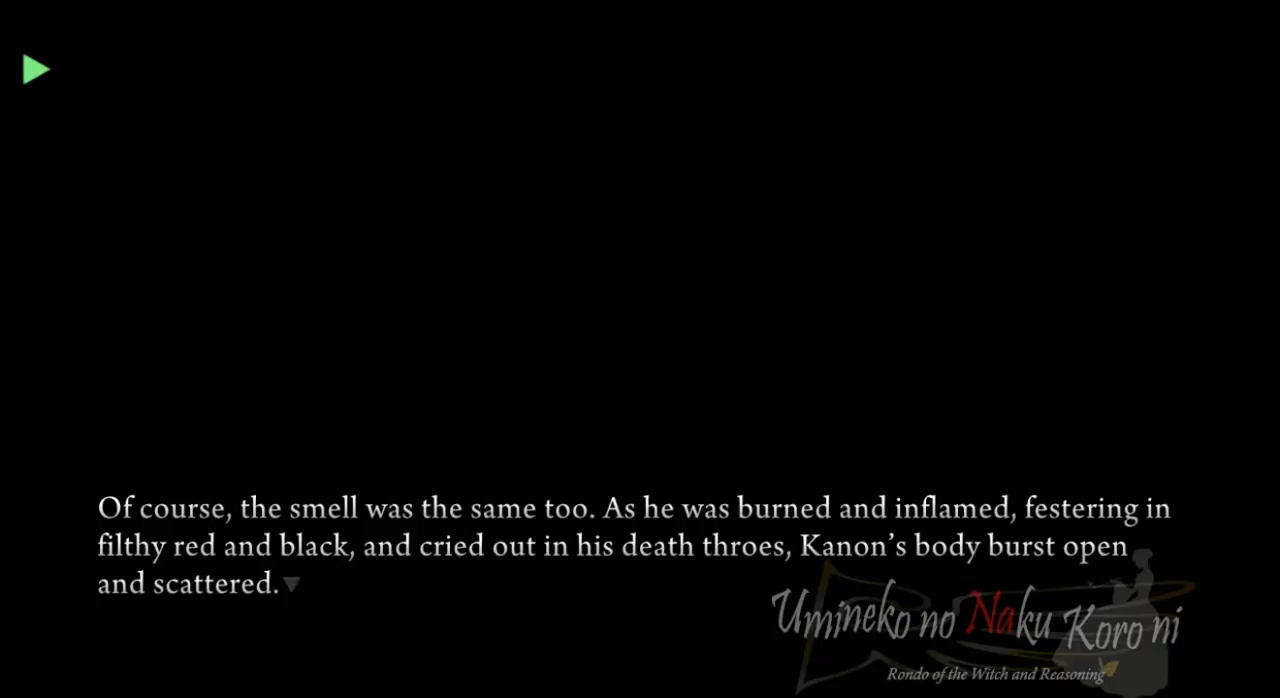 Of course, the smell was the same too. As he was burned and inflamed, festering in
filthy red and black, and cried out in his death throes, Kanon’s body burst open
and scattered.
Umineko no Naku Koro ni
Rondo of the Witch and Reasoning